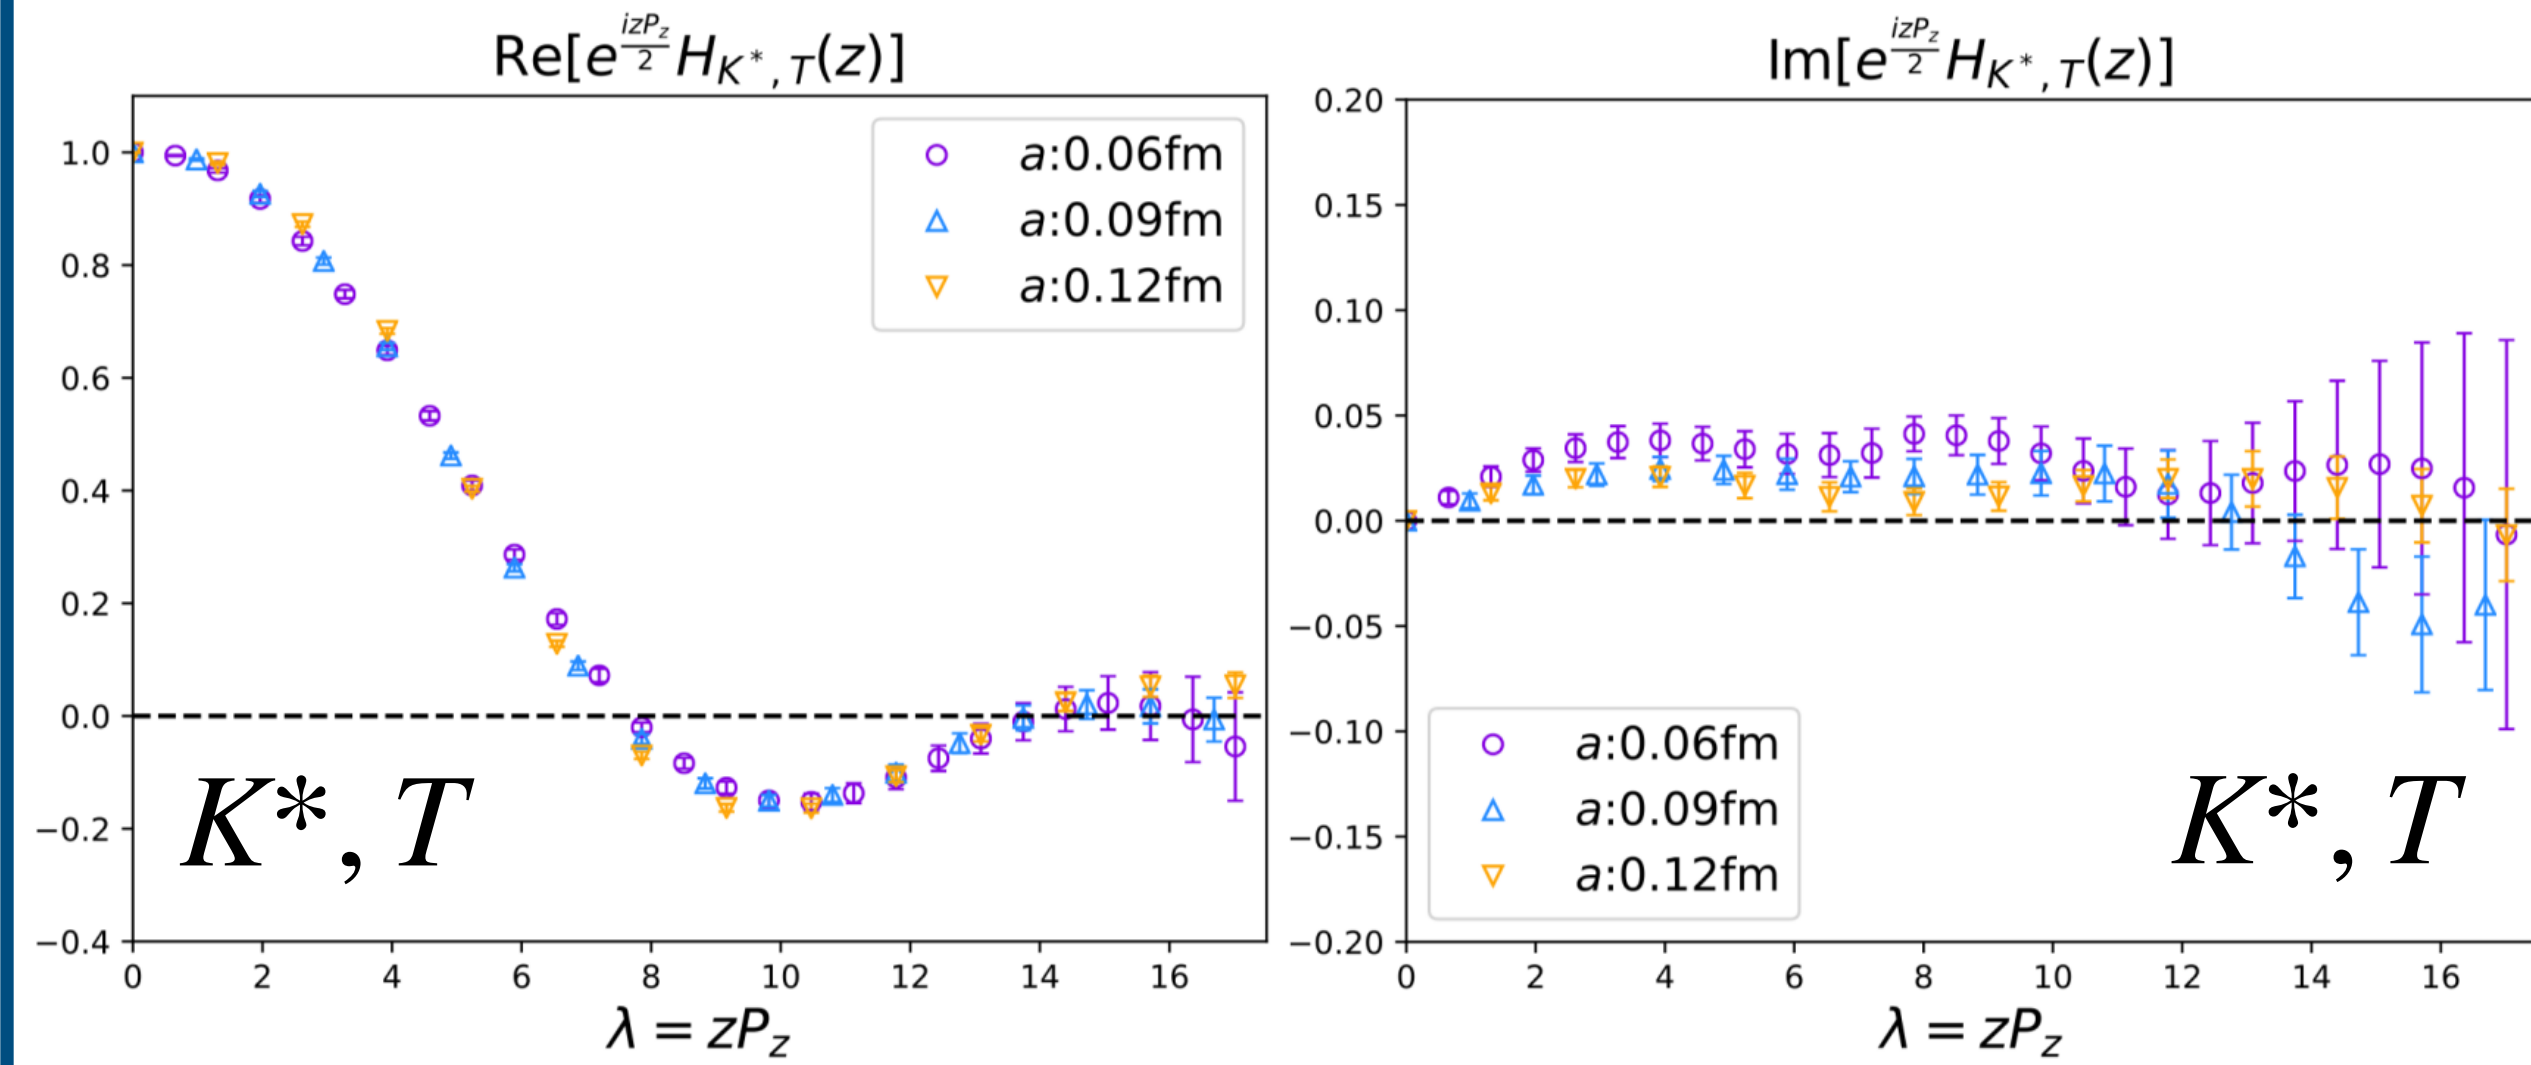 Re[e^{\frac{izP_z}{2}}H_{K^*,T}(z)]
1.0
0.8
0.6
0.4
0.2
0.0
−0.2
−0.4
0 2 4 6 8 10 12 14 16
λ = zP_z
a:0.06fm
a:0.09fm
a:0.12fm
K*, T
Im[e^{\frac{izP_z}{2}}H_{K^*,T}(z)]
0.20
0.15
0.10
0.05
0.00
−0.05
−0.10
−0.15
−0.20
0 2 4 6 8 10 12 14 16
λ = zP_z
a:0.06fm
a:0.09fm
a:0.12fm
K*, T